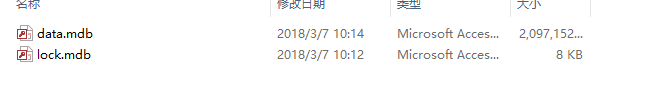 名称 修改日期 类型 大小
data.mdb 2018/3/7 10:14 Microsoft Acces... 2,097,152...
lock.mdb 2018/3/7 10:12 Microsoft Acces... 8 KB